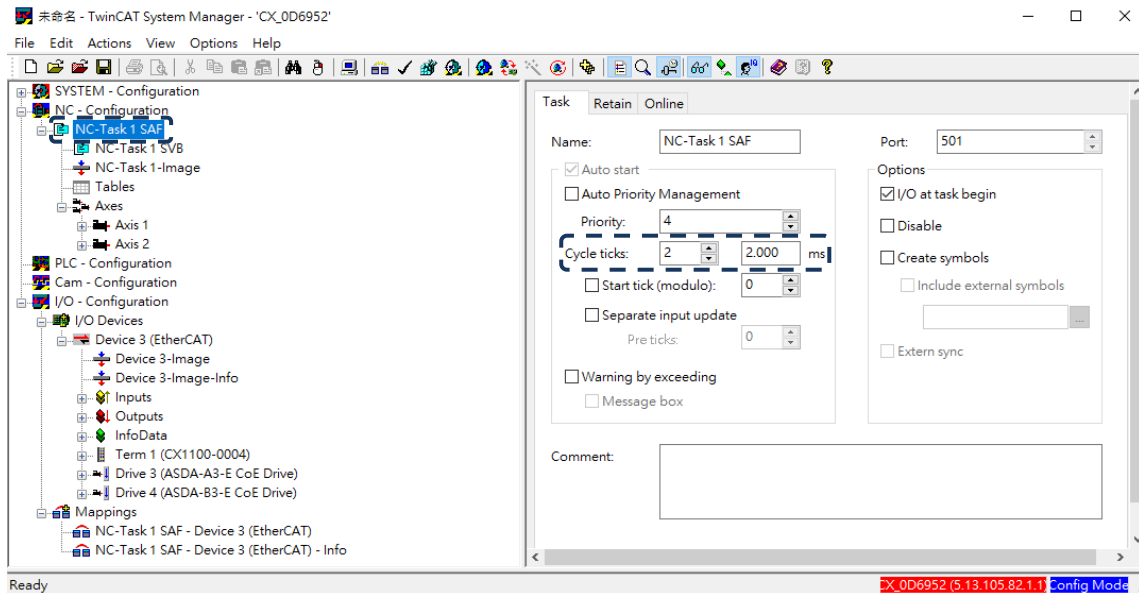 未命名 - TwinCAT System Manager - 'CX_0D6952'
File Edit Actions View Options Help
SYSTEM - Configuration
NC - Configuration
NC-Task 1 SAF
NC-Task 1 SVB
NC-Task 1-Image
Tables
Axes
Axis 1
Axis 2
PLC - Configuration
Cam - Configuration
I/O - Configuration
I/O Devices
Device 3 (EtherCAT)
Device 3-Image
Device 3-Image-Info
Inputs
Outputs
InfoData
Term 1 (CX1100-0004)
Drive 3 (ASDA-A3-E CoE Drive)
Drive 4 (ASDA-B3-E CoE Drive)
Mappings
NC-Task 1 SAF - Device 3 (EtherCAT)
NC-Task 1 SAF - Device 3 (EtherCAT) - Info
Task Retain Online
Name: NC-Task 1 SAF
Port: 501
Auto start
Auto Priority Management
Priority: 4
Cycle ticks: 2 2.000 ms
Start tick (modulo): 0
Separate input update
Pre ticks: 0
Warning by exceeding
Message box
Options
I/O at task begin
Disable
Create symbols
Include external symbols
...
Extern sync
Comment:
Ready
CX_0D6952 (5.13.105.82.1.1) Config Mode